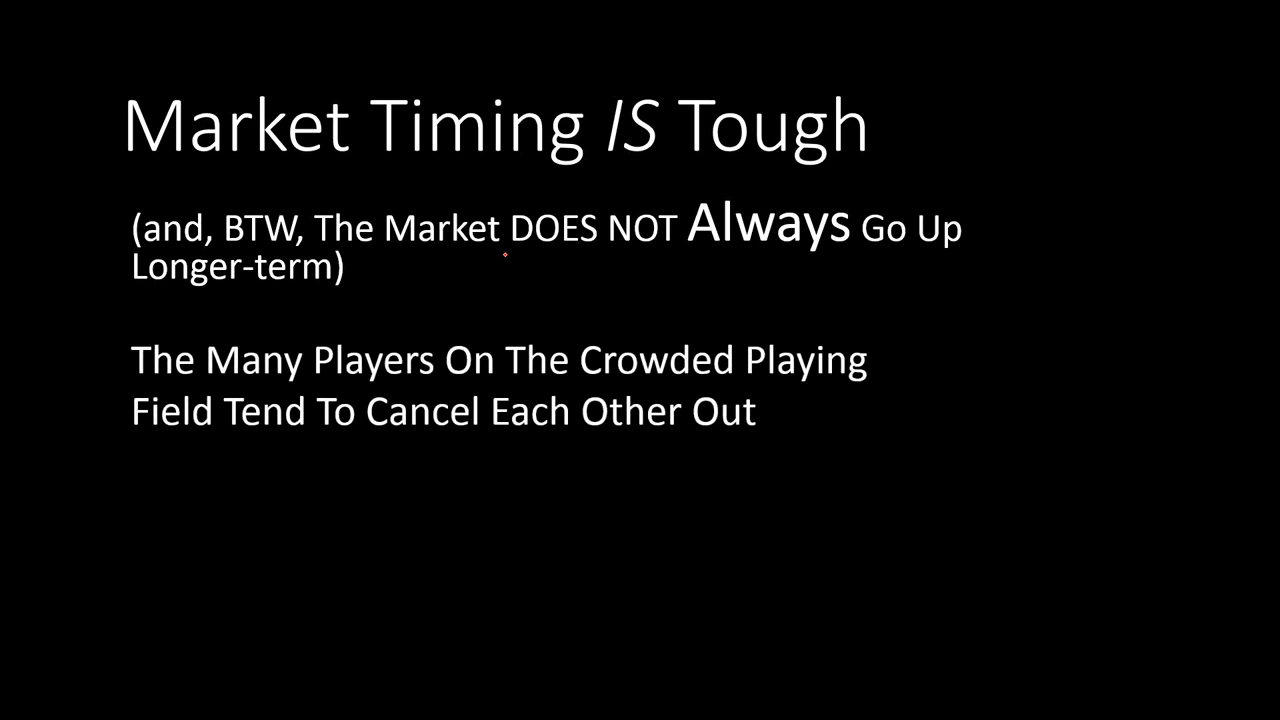 Market Timing IS Tough
(and, BTW, The Market DOES NOT Always Go Up
Longer-term)
The Many Players On The Crowded Playing
Field Tend To Cancel Each Other Out